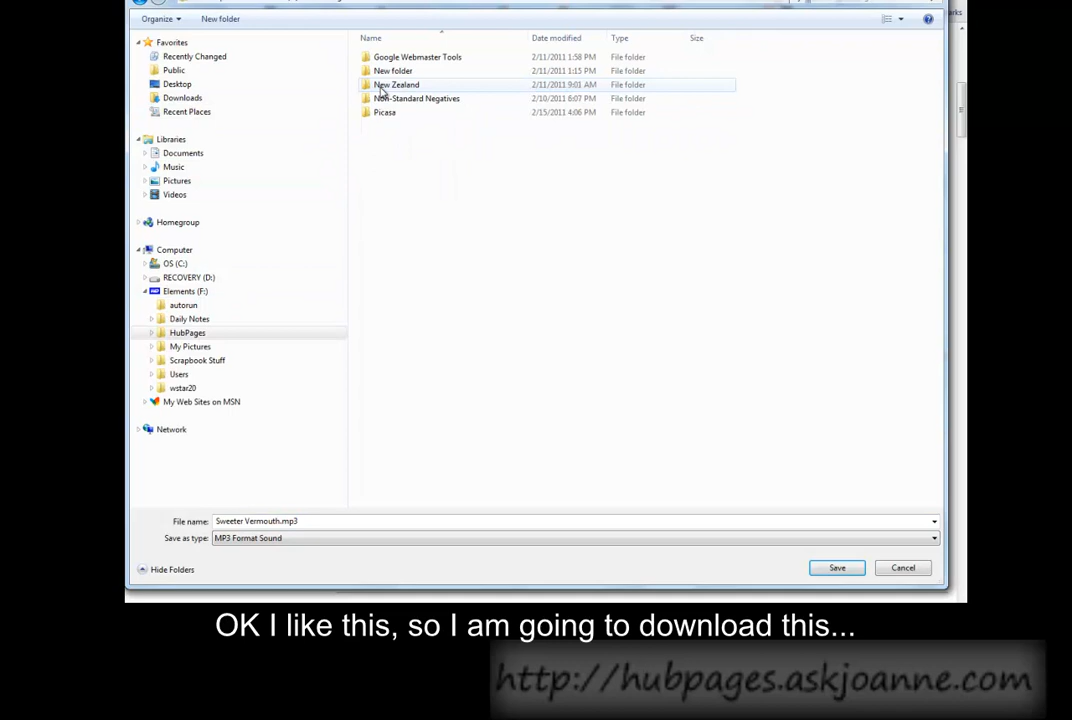 Organize New folder
Name Date modified Type Size
Favorites
Recently Changed
Public
Desktop
Downloads
Recent Places
Libraries
Documents
Music
Pictures
Videos
Homegroup
Computer
OS (C:)
RECOVERY (D:)
Elements (F:)
autorun
Daily Notes
HubPages
My Pictures
Scrapbook Stuff
Users
wstar20
My Web Sites on MSN
Network
Google Webmaster Tools 2/11/2011 1:58 PM File folder
New folder 2/11/2011 1:15 PM File folder
New Zealand 2/11/2011 9:01 AM File folder
Non-Standard Negatives 2/10/2011 6:07 PM File folder
Picasa 2/15/2011 4:06 PM File folder
File name: Sweeter Vermouth.mp3
Save as type: MP3 Format Sound
Hide Folders Save Cancel
OK I like this, so I am going to download this...
http://hubpages.askjoanne.com